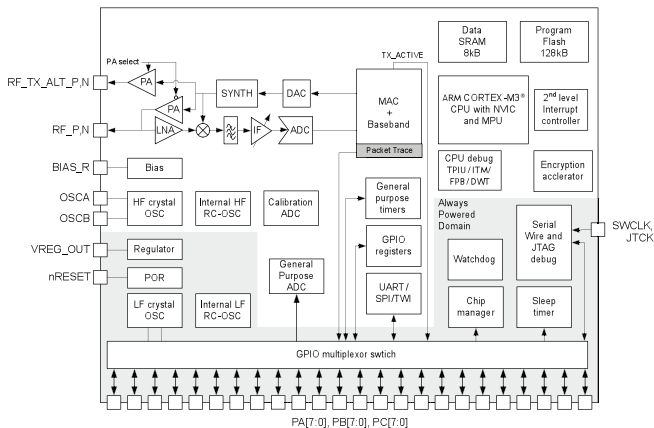 Data
SRAM
8kB
Program
Flash
128kB
PA select
TX_ACTIVE
RF_TX_ALT_P,N
PA
SYNTH
DAC
MAC
+
Baseband
ARM CORTEX-M3®
CPU with NVIC
and MPU
2nd level
Interrupt
controller
PA
RF_P,N
LNA
IF
ADC
Packet Trace
BIAS_R
Bias
CPU debug
TPIU / ITM/
FPB / DWT
Encryption
acclerator
OSCA
OSCB
HF crystal
OSC
Internal HF
RC-OSC
Calibration
ADC
General
purpose
timers
Always
Powered
Domain
Serial
Wire and
JTAG
debug
SWCLK,
JTCK
VREG_OUT
Regulator
GPIO
registers
Watchdog
nRESET
POR
General
Purpose
ADC
UART /
SPI/TWI
LF crystal
OSC
Internal LF
RC-OSC
Chip
manager
Sleep
timer
GPIO multiplexor swtich
PA[7:0], PB[7:0], PC[7:0]